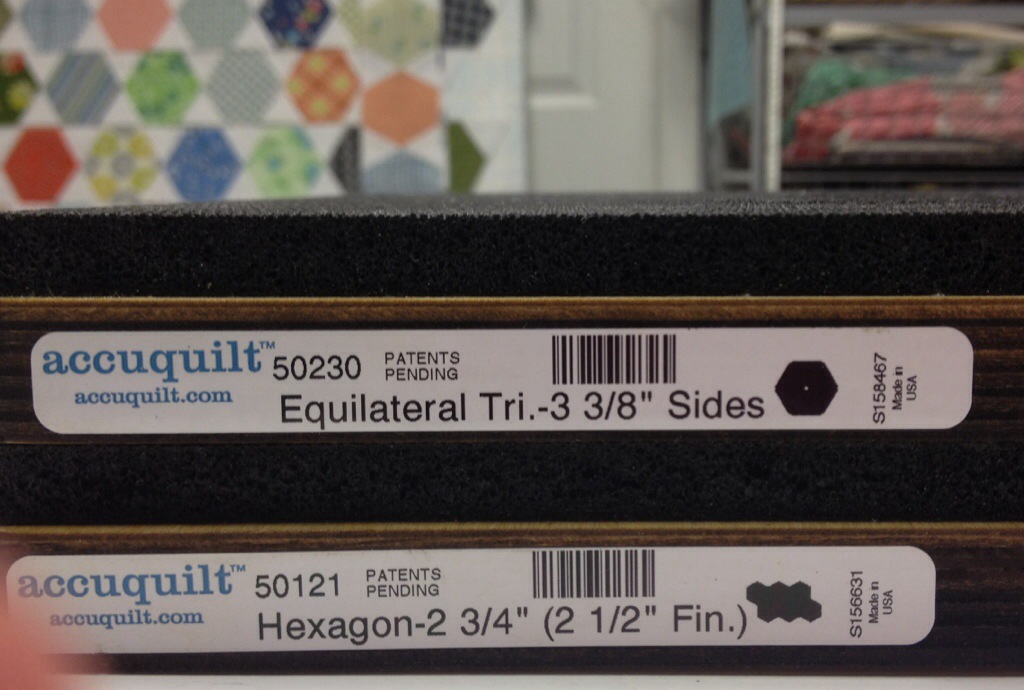 accuquilt™ 50230 PATENTS PENDING
accuquilt.com
Equilateral Tri.-3 3/8" Sides
S158467
Made in
USA
accuquilt™ 50121 PATENTS PENDING
accuquilt.com
Hexagon-2 3/4" (2 1/2" Fin.)
S156631
Made in
USA